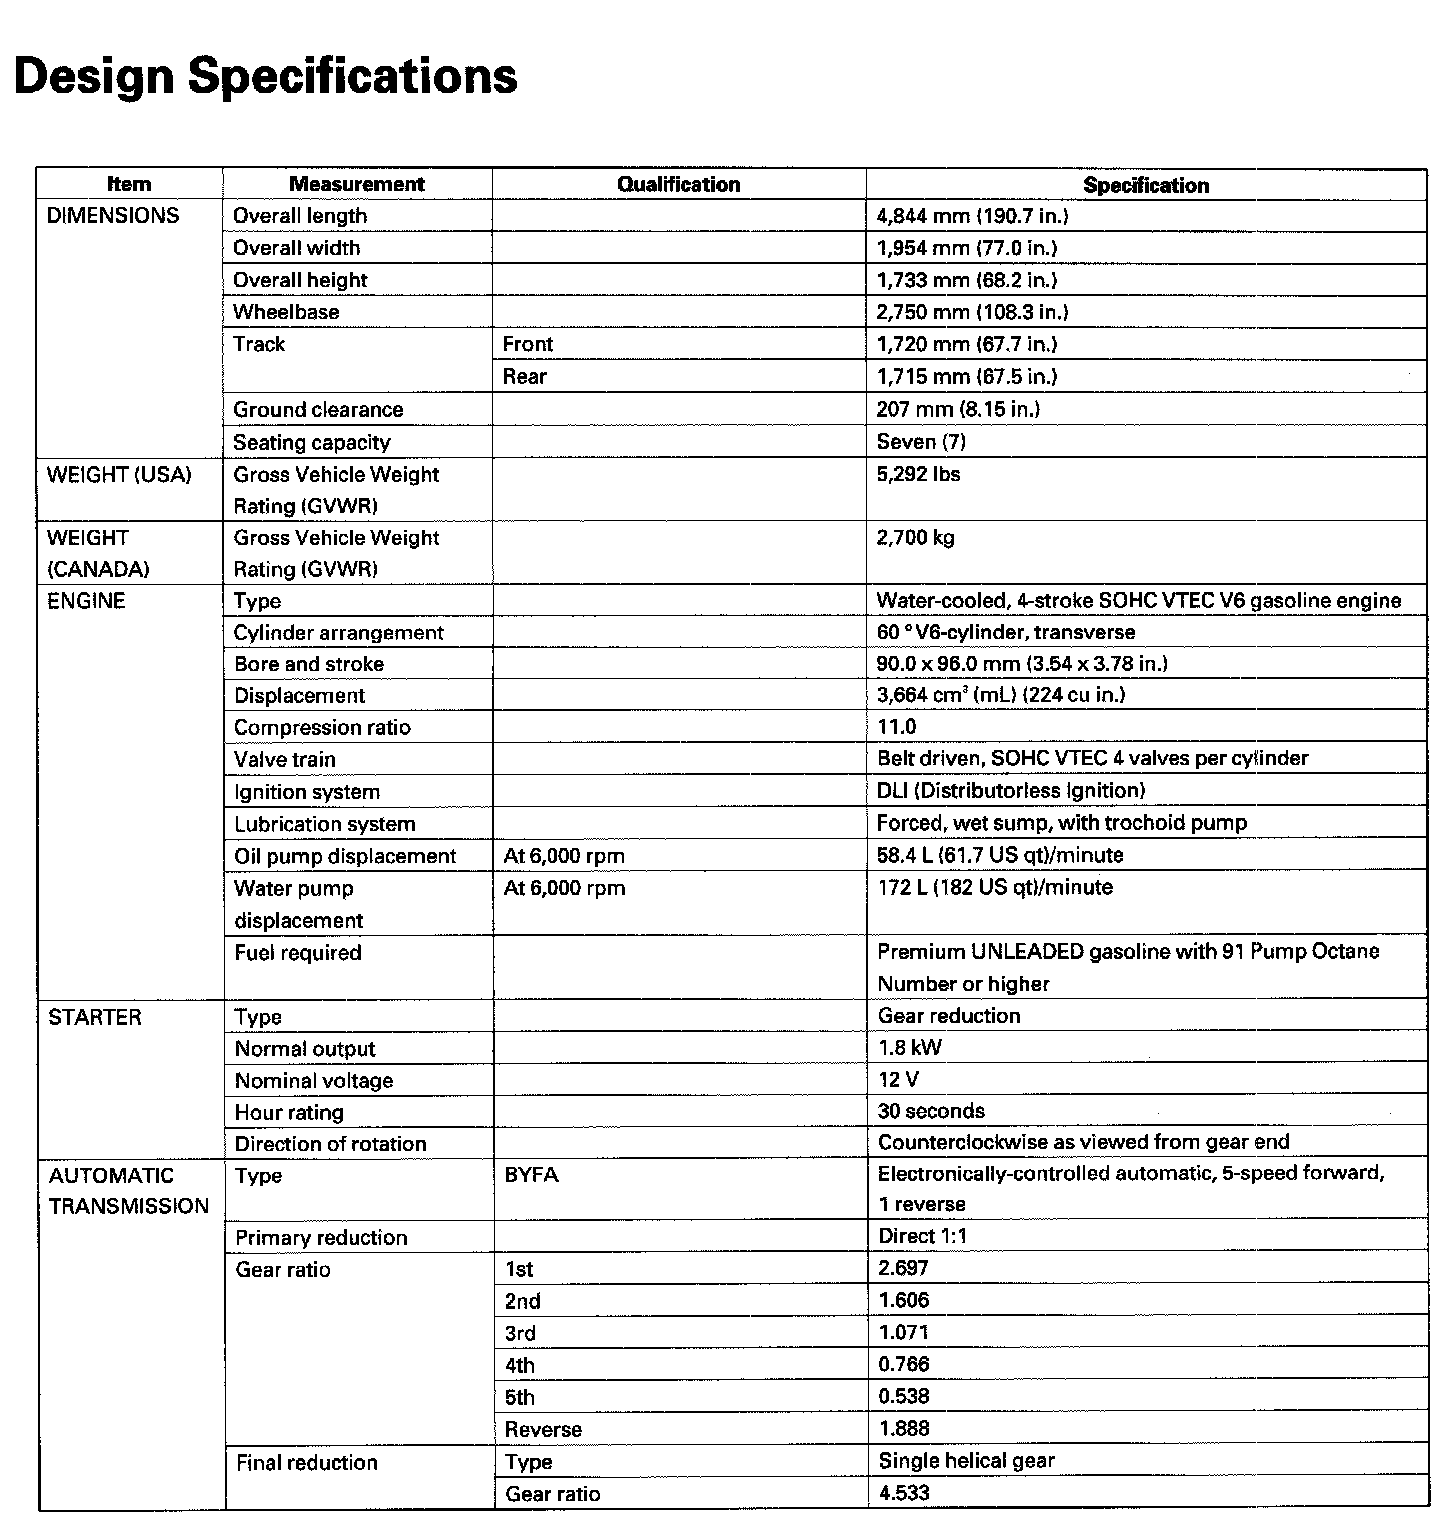 Design Specifications
Item Measurement Qualification Specification
DIMENSIONS Overall length 4,844 mm (190.7 in.)
Overall width 1,954 mm (77.0 in.)
Overall height 1,733 mm (68.2 in.)
Wheelbase 2,750 mm (108.3 in.)
Track Front 1,720 mm (67.7 in.)
Rear 1,715 mm (67.5 in.)
Ground clearance 207 mm (8.15 in.)
Seating capacity Seven (7)
WEIGHT (USA) Gross Vehicle Weight 5,292 lbs
Rating (GVWR)
WEIGHT Gross Vehicle Weight 2,700 kg
(CANADA) Rating (GVWR)
ENGINE Type Water-cooled, 4-stroke SOHC VTEC V6 gasoline engine
Cylinder arrangement 60 ° V6-cylinder, transverse
Bore and stroke 90.0 x 96.0 mm (3.54 x 3.78 in.)
Displacement 3,664 cm³ (mL) (224 cu in.)
Compression ratio 11.0
Valve train Belt driven, SOHC VTEC 4 valves per cylinder
Ignition system DLI (Distributorless Ignition)
Lubrication system Forced, wet sump, with trochoid pump
Oil pump displacement At 6,000 rpm 58.4 L (61.7 US qt)/minute
Water pump At 6,000 rpm 172 L (182 US qt)/minute
displacement
Fuel required Premium UNLEADED gasoline with 91 Pump Octane
Number or higher
STARTER Type Gear reduction
Normal output 1.8 kW
Nominal voltage 12 V
Hour rating 30 seconds
Direction of rotation Counterclockwise as viewed from gear end
AUTOMATIC Type BYFA Electronically-controlled automatic, 5-speed forward,
TRANSMISSION 1 reverse
Primary reduction Direct 1:1
Gear ratio 1st 2.697
2nd 1.606
3rd 1.071
4th 0.766
5th 0.538
Reverse 1.888
Final reduction Type Single helical gear
Gear ratio 4.533